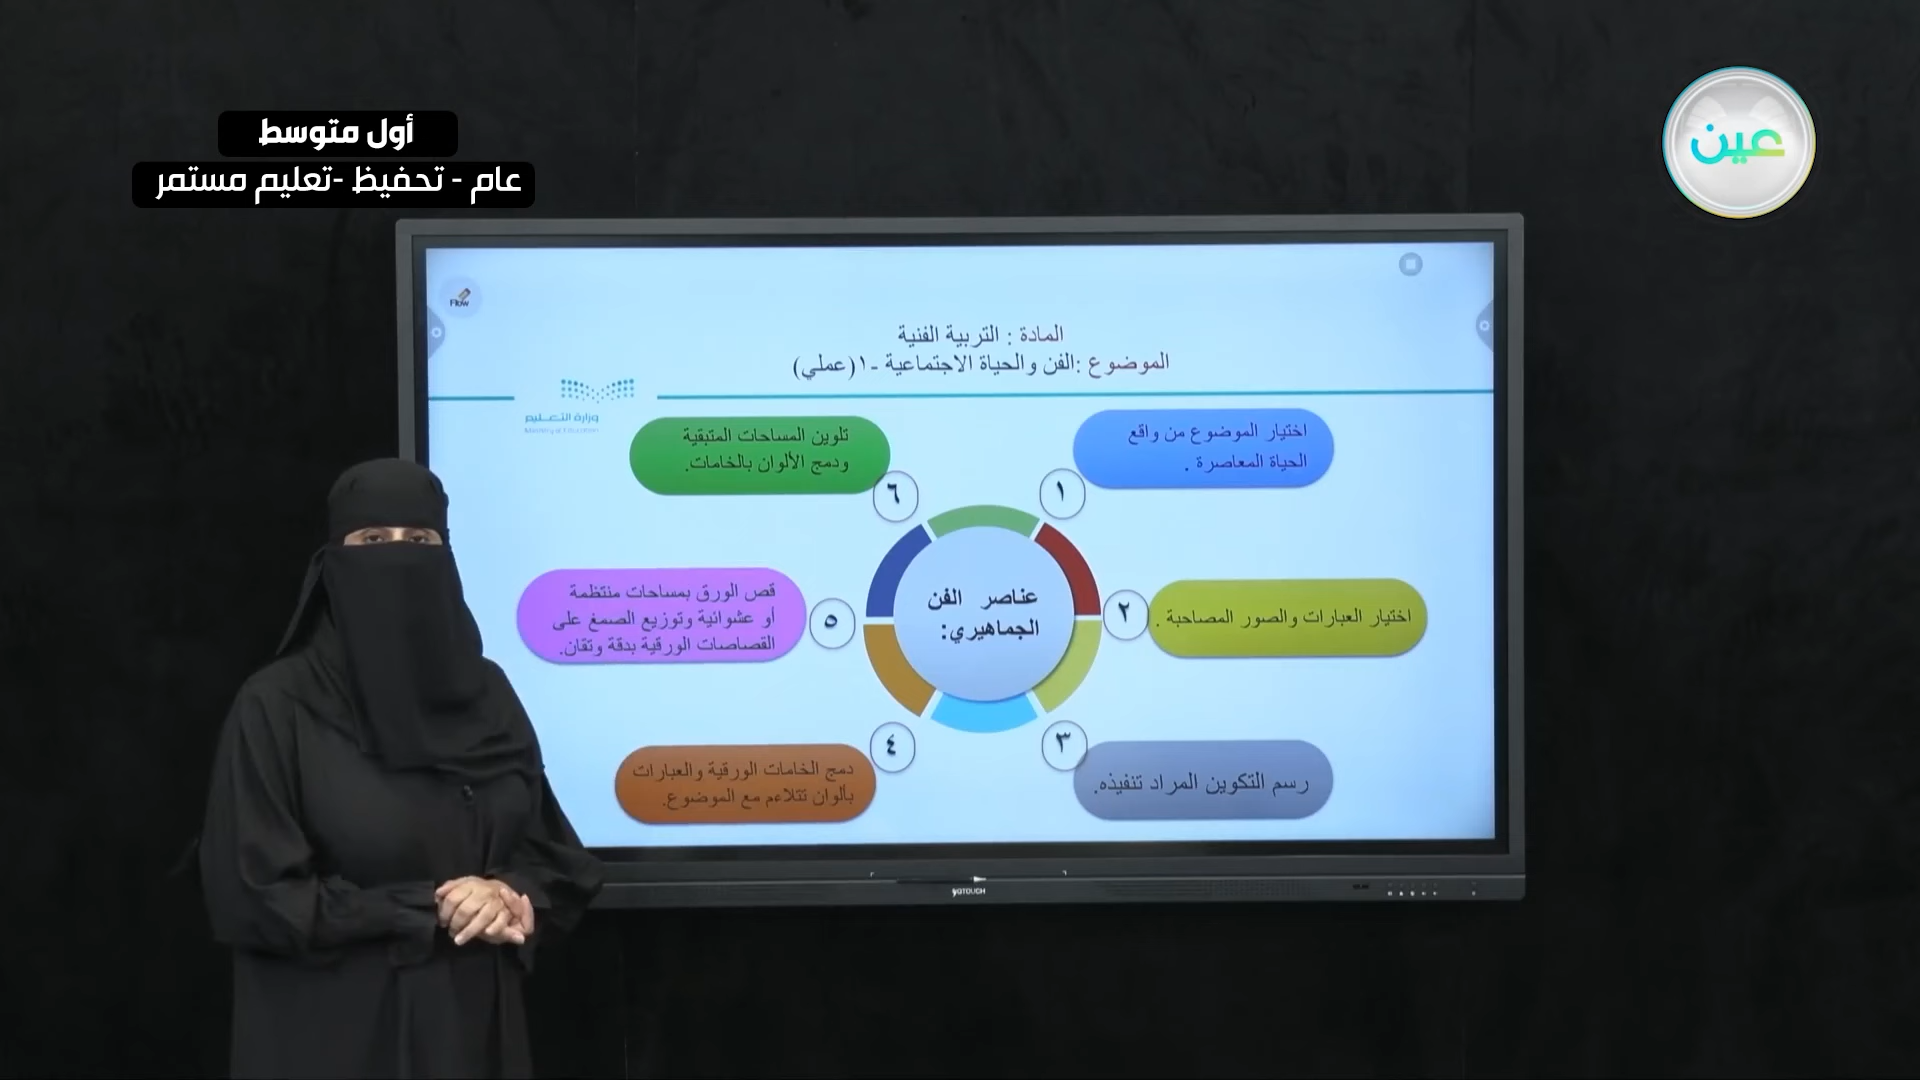 أول متوسط
عام - تحفيظ -تعليم مستمر
عين
Flow
المادة : التربية الفنية
الموضوع :الفن والحياة الاجتماعية -١(عملي)
وزارة التعليم
Ministry of Education
عناصر الفن
الجماهيري:
١
اختيار الموضوع من واقع
الحياة المعاصرة .
٢
اختيار العبارات والصور المصاحبة .
٣
رسم التكوين المراد تنفيذه.
٤
دمج الخامات الورقية والعبارات
بألوان تتلاءم مع الموضوع.
٥
قص الورق بمساحات منتظمة
أو عشوائية وتوزيع الصمغ على
القصاصات الورقية بدقة وتقان.
٦
تلوين المساحات المتبقية
ودمج الألوان بالخامات.